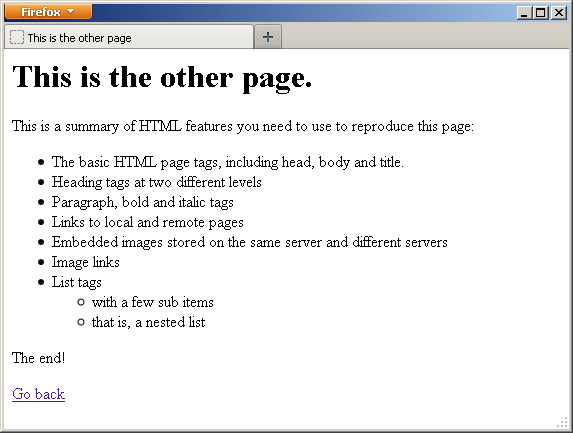 Firefox
This is the other page
This is the other page.
This is a summary of HTML features you need to use to reproduce this page:
The basic HTML page tags, including head, body and title.
Heading tags at two different levels
Paragraph, bold and italic tags
Links to local and remote pages
Embedded images stored on the same server and different servers
Image links
List tags
with a few sub items
that is, a nested list
The end!
Go back